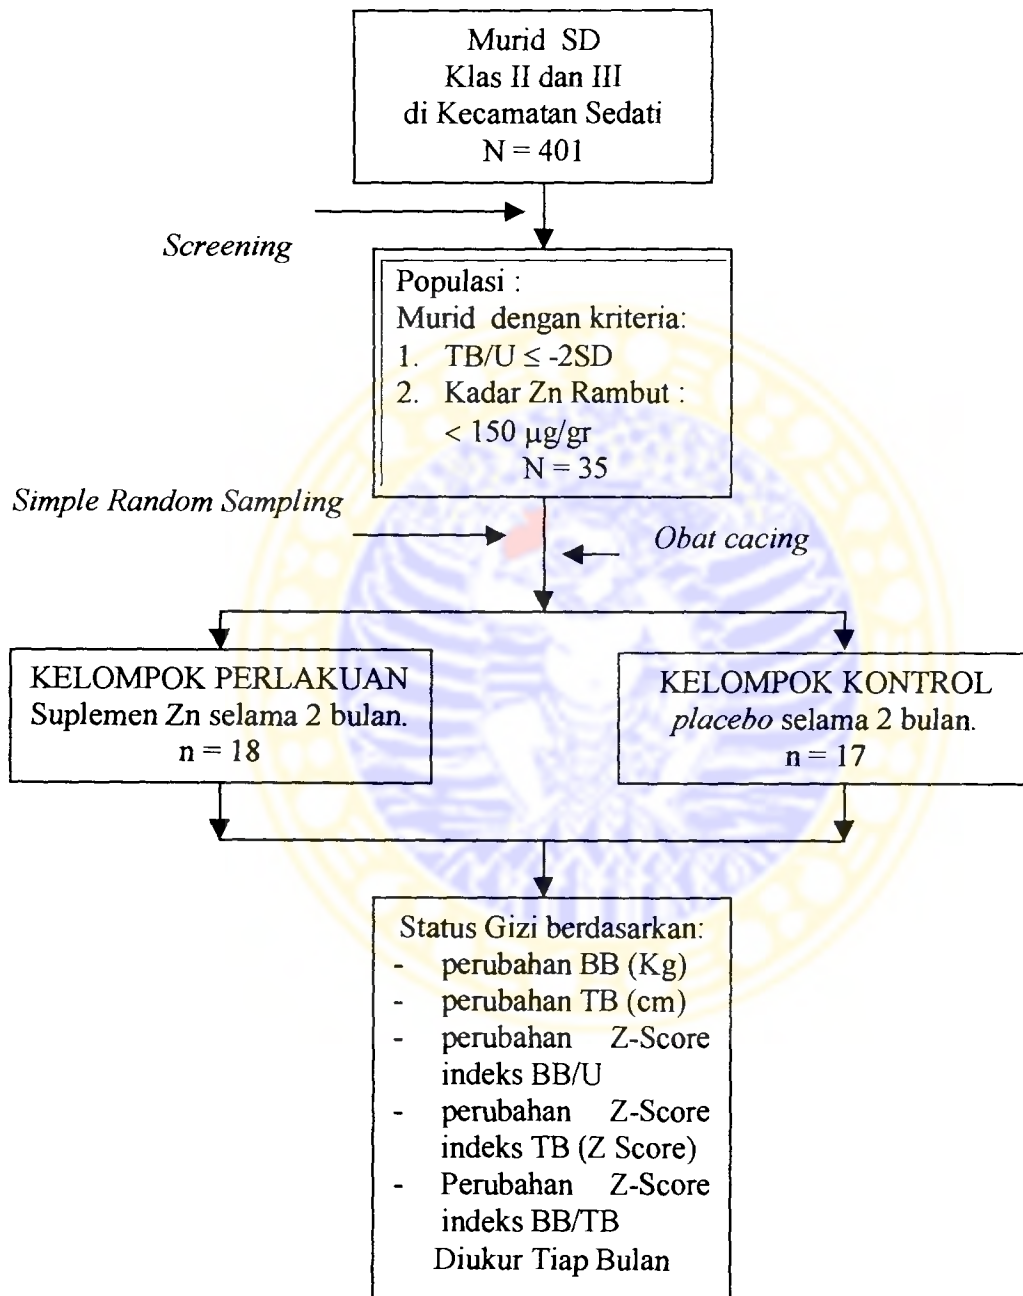 Murid SD
Klas II dan III
di Kecamatan Sedati
N = 401
Screening
Populasi :
Murid dengan kriteria:
1. TB/U ≤ -2SD
2. Kadar Zn Rambut :
< 150 µg/gr
N = 35
Simple Random Sampling
Obat cacing
KELOMPOK PERLAKUAN
Suplemen Zn selama 2 bulan.
n = 18
KELOMPOK KONTROL
placebo selama 2 bulan.
n = 17
Status Gizi berdasarkan:
- perubahan BB (Kg)
- perubahan TB (cm)
- perubahan Z-Score
indeks BB/U
- perubahan Z-Score
indeks TB (Z Score)
- Perubahan Z-Score
indeks BB/TB
Diukur Tiap Bulan